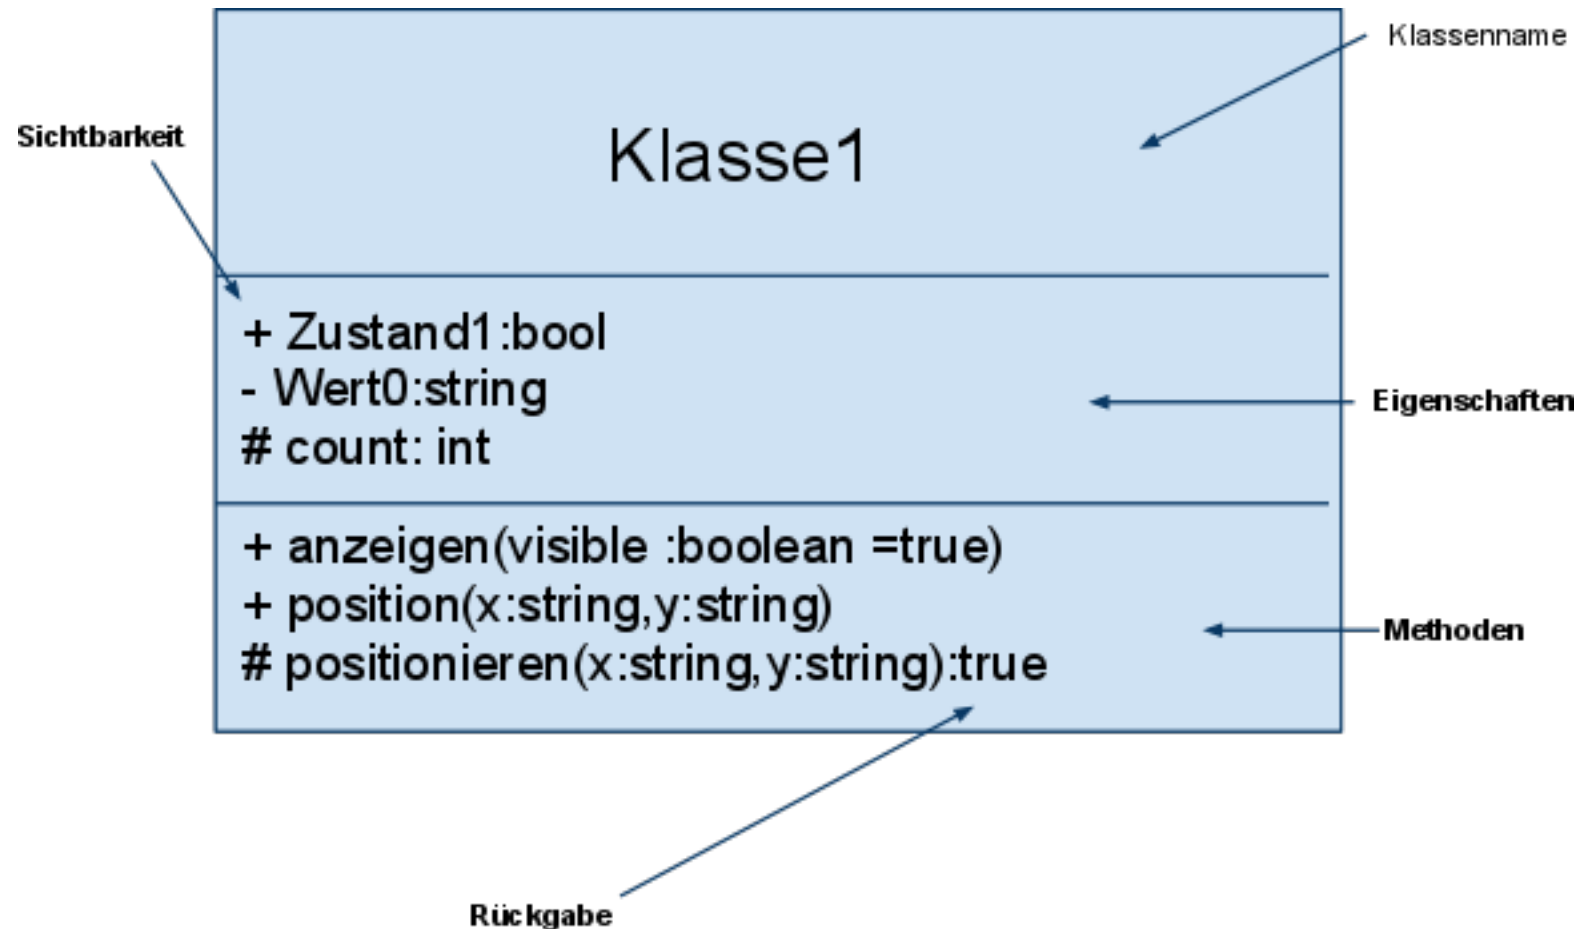 Klassenname
Sichtbarkeit
Klasse1
+ Zustand1:bool
- Wert0:string
# count: int
Eigenschaften
+ anzeigen(visible :boolean =true)
+ position(x:string,y:string)
# positionieren(x:string,y:string):true
Methoden
Rückgabe